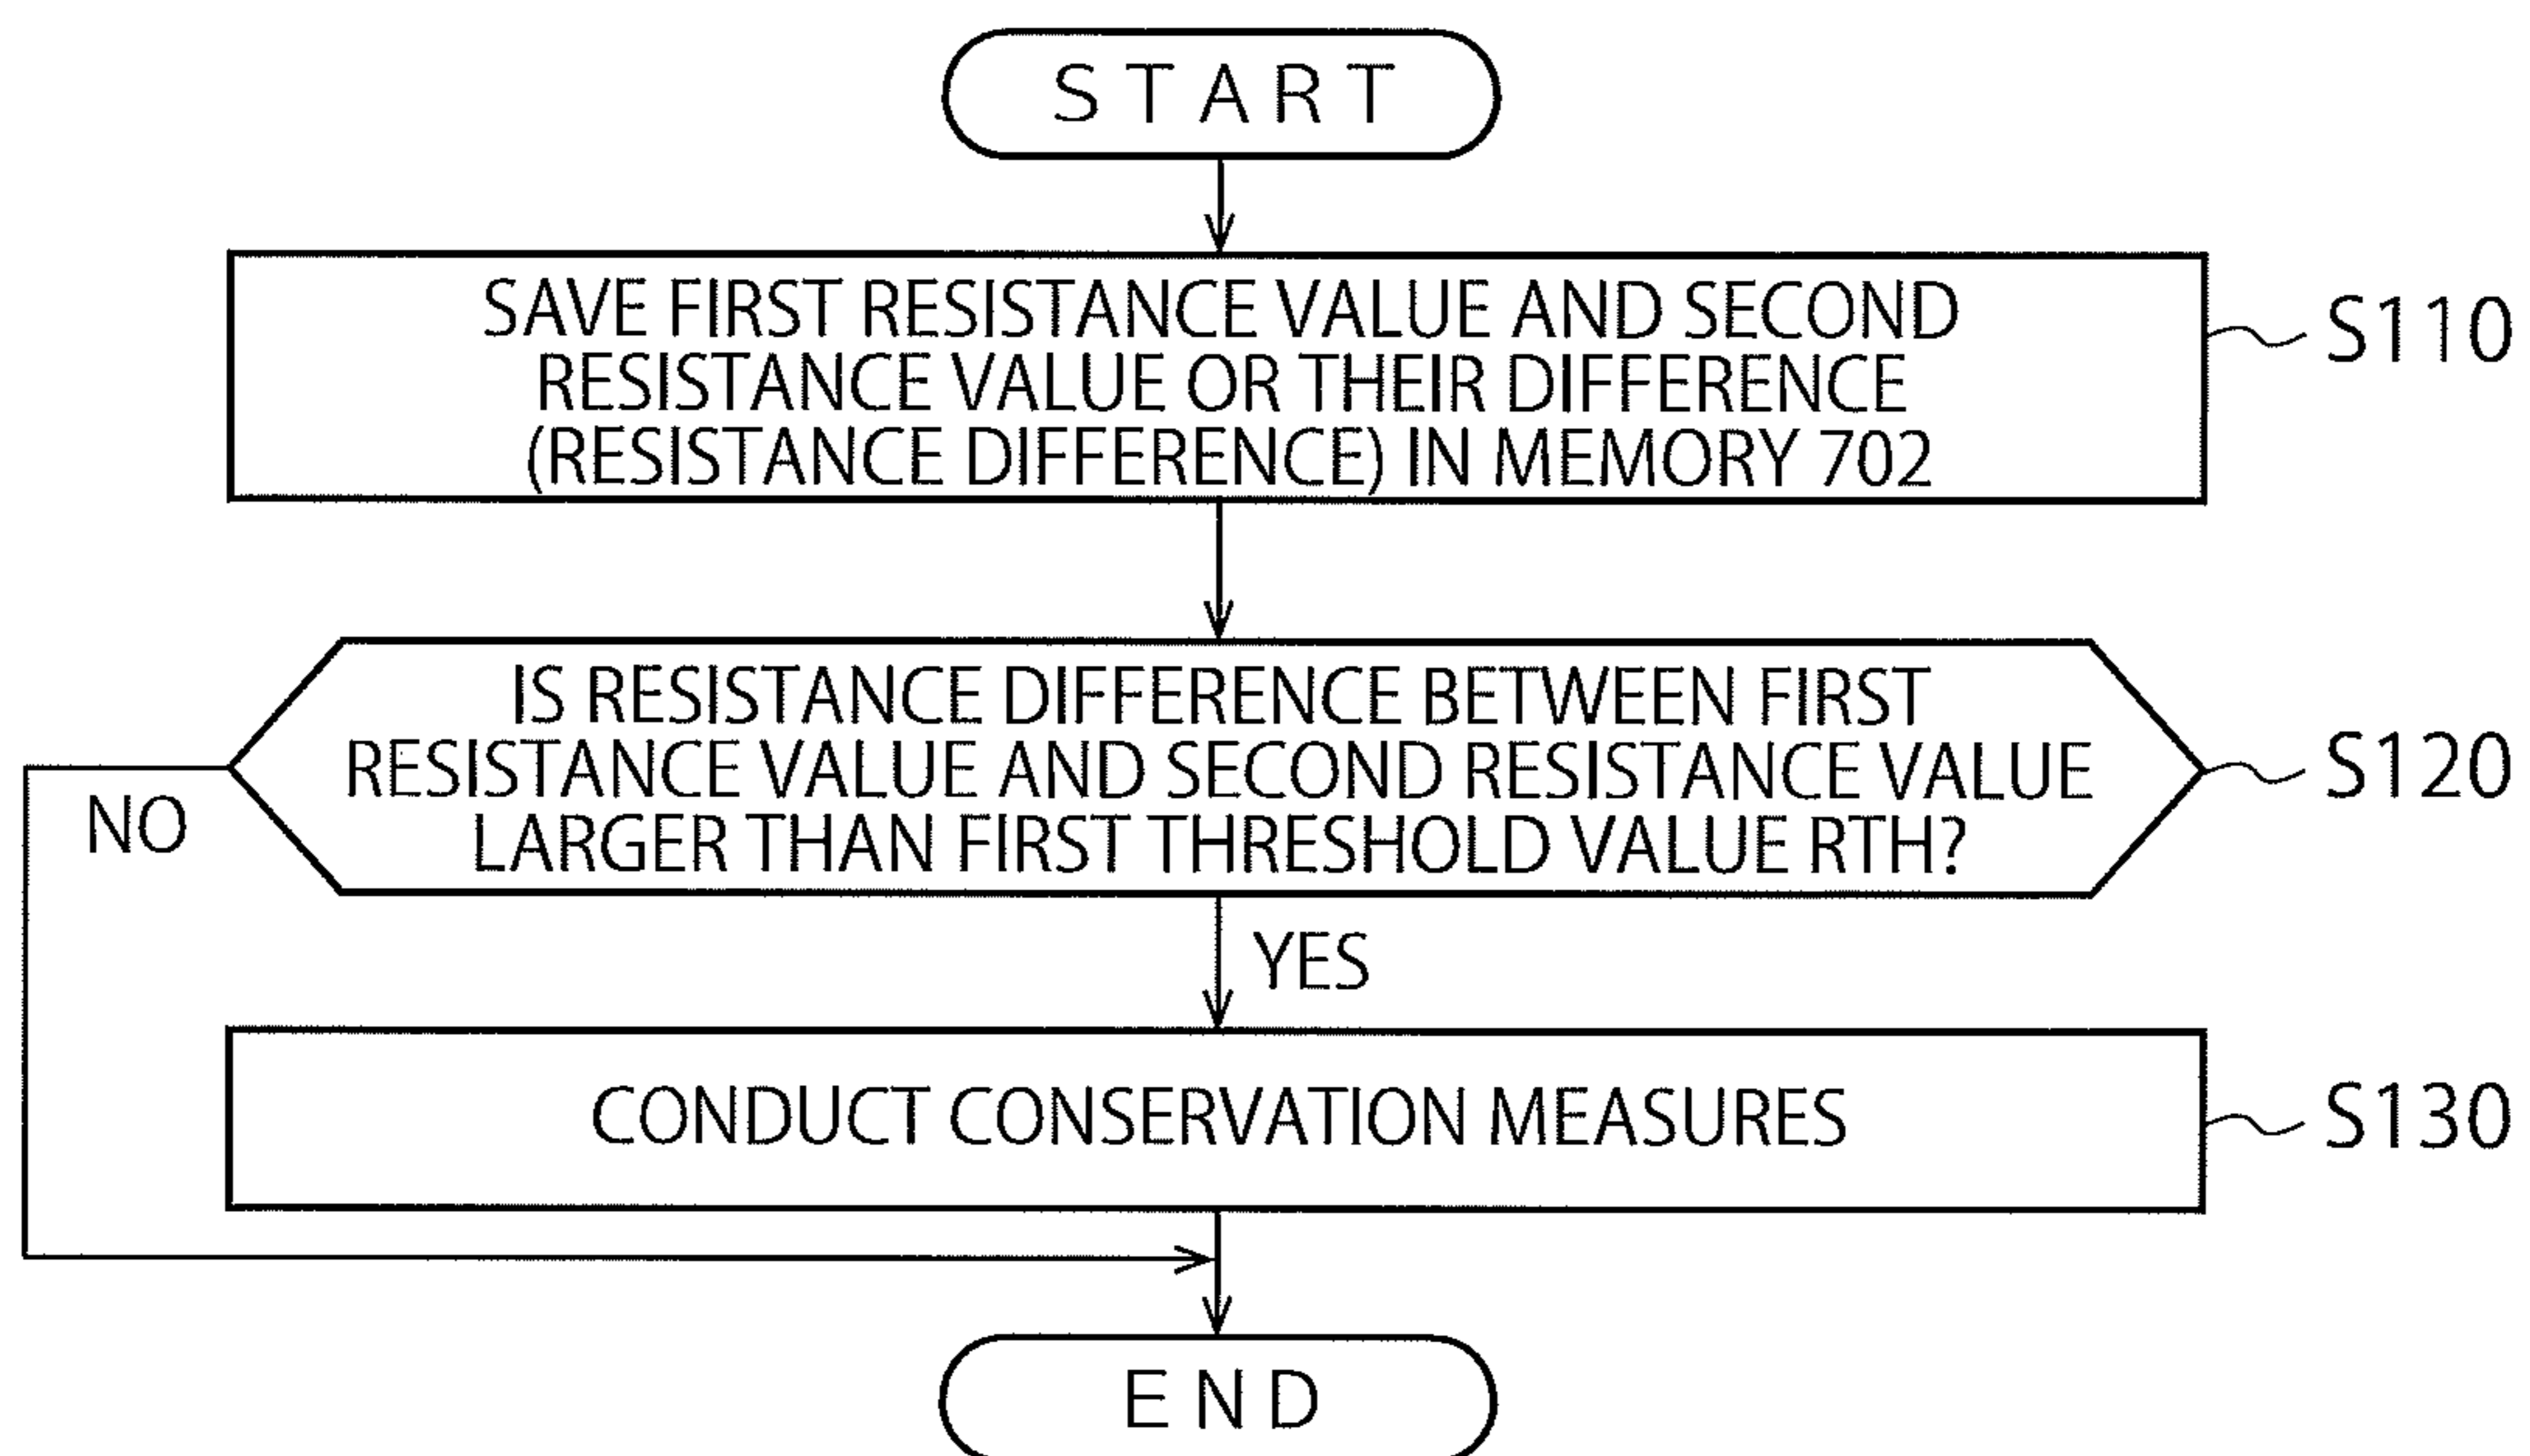 START
SAVE FIRST RESISTANCE VALUE AND SECOND
RESISTANCE VALUE OR THEIR DIFFERENCE
(RESISTANCE DIFFERENCE) IN MEMORY 702
S110
IS RESISTANCE DIFFERENCE BETWEEN FIRST
RESISTANCE VALUE AND SECOND RESISTANCE VALUE
LARGER THAN FIRST THRESHOLD VALUE RTH?
S120
NO
YES
CONDUCT CONSERVATION MEASURES
S130
END